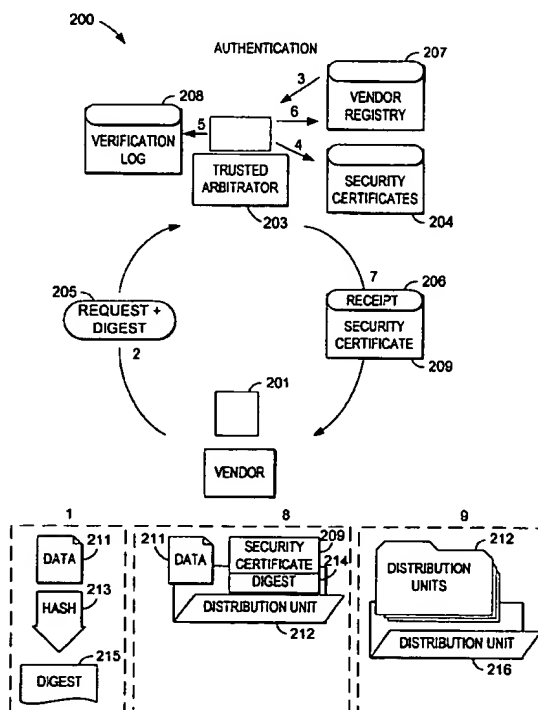 200
AUTHENTICATION
207
3
208
VENDOR
REGISTRY
5
6
VERIFICATION
LOG
4
TRUSTED
ARBITRATOR
203
SECURITY
CERTIFICATES
204
7
206
205
RECEIPT
REQUEST +
DIGEST
SECURITY
CERTIFICATE
2
209
201
VENDOR
1
8
9
211
DATA
213
HASH
215
DIGEST
211
DATA
209
SECURITY
CERTIFICATE
214
DIGEST
DISTRIBUTION UNIT
212
212
DISTRIBUTION
UNITS
DISTRIBUTION UNIT
216